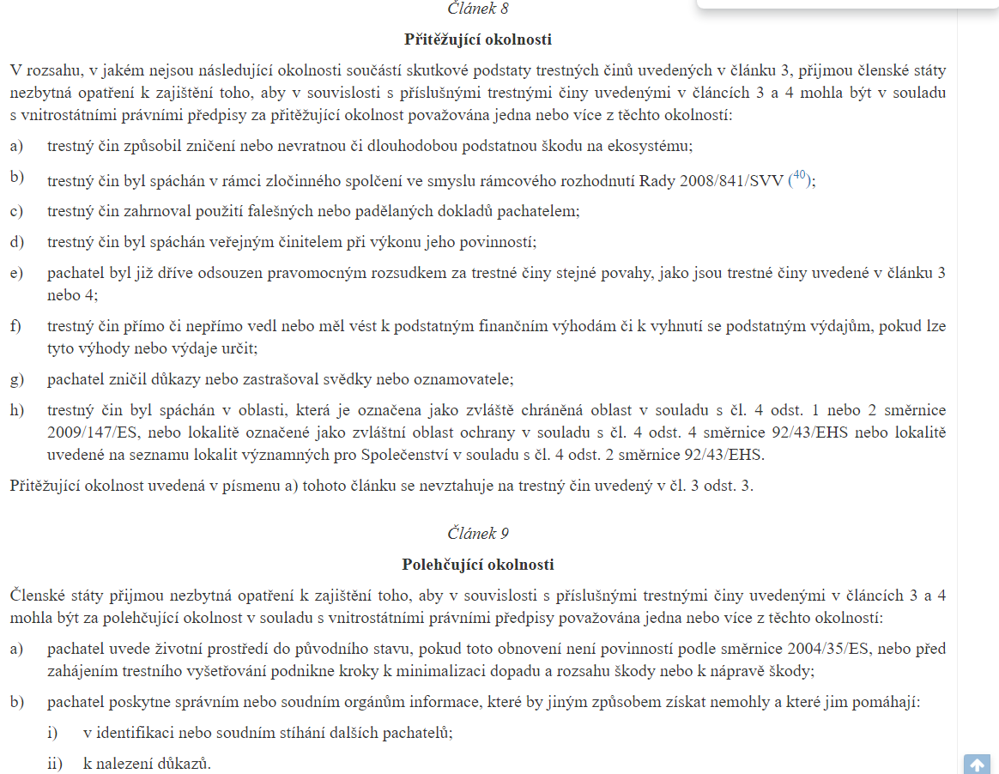 Článek 8
Přitěžující okolnosti
V rozsahu, v jakém nejsou následující okolnosti součástí skutkové podstaty trestných činů uvedených v článku 3, přijmou členské státy
nezbytná opatření k zajištění toho, aby v souvislosti s příslušnými trestnými činy uvedenými v článcích 3 a 4 mohla být v souladu
s vnitrostátními právními předpisy za přitěžující okolnost považována jedna nebo více z těchto okolností:
a) trestný čin způsobil zničení nebo nevratnou či dlouhodobou podstatnou škodu na ekosystému;
b) trestný čin byl spáchán v rámci zločinného spolčení ve smyslu rámcového rozhodnutí Rady 2008/841/SVV (40);
c) trestný čin zahrnoval použití falešných nebo padělaných dokladů pachatelem;
d) trestný čin byl spáchán veřejným činitelem při výkonu jeho povinností;
e) pachatel byl již dříve odsouzen pravomocným rozsudkem za trestné činy stejné povahy, jako jsou trestné činy uvedené v článku 3
nebo 4;
f) trestný čin přímo či nepřímo vedl nebo měl vést k podstatným finančním výhodám či k vyhnutí se podstatným výdajům, pokud lze
tyto výhody nebo výdaje určit;
g) pachatel zničil důkazy nebo zastrašoval svědky nebo oznamovatele;
h) trestný čin byl spáchán v oblasti, která je označena jako zvláště chráněná oblast v souladu s čl. 4 odst. 1 nebo 2 směrnice
2009/147/ES, nebo lokalitě označené jako zvláštní oblast ochrany v souladu s čl. 4 odst. 4 směrnice 92/43/EHS nebo lokalitě
uvedené na seznamu lokalit významných pro Společenství v souladu s čl. 4 odst. 2 směrnice 92/43/EHS.
Přitěžující okolnost uvedená v písmenu a) tohoto článku se nevztahuje na trestný čin uvedený v čl. 3 odst. 3.
Článek 9
Polehčující okolnosti
Členské státy přijmou nezbytná opatření k zajištění toho, aby v souvislosti s příslušnými trestnými činy uvedenými v článcích 3 a 4
mohla být za polehčující okolnost v souladu s vnitrostátními právními předpisy považována jedna nebo více z těchto okolností:
a) pachatel uvede životní prostředí do původního stavu, pokud toto obnovení není povinností podle směrnice 2004/35/ES, nebo před
zahájením trestního vyšetřování podnikne kroky k minimalizaci dopadu a rozsahu škody nebo k nápravě škody;
b) pachatel poskytne správním nebo soudním orgánům informace, které by jiným způsobem získat nemohly a které jim pomáhají:
i) v identifikaci nebo soudním stíhání dalších pachatelů;
ii) k nalezení důkazů.